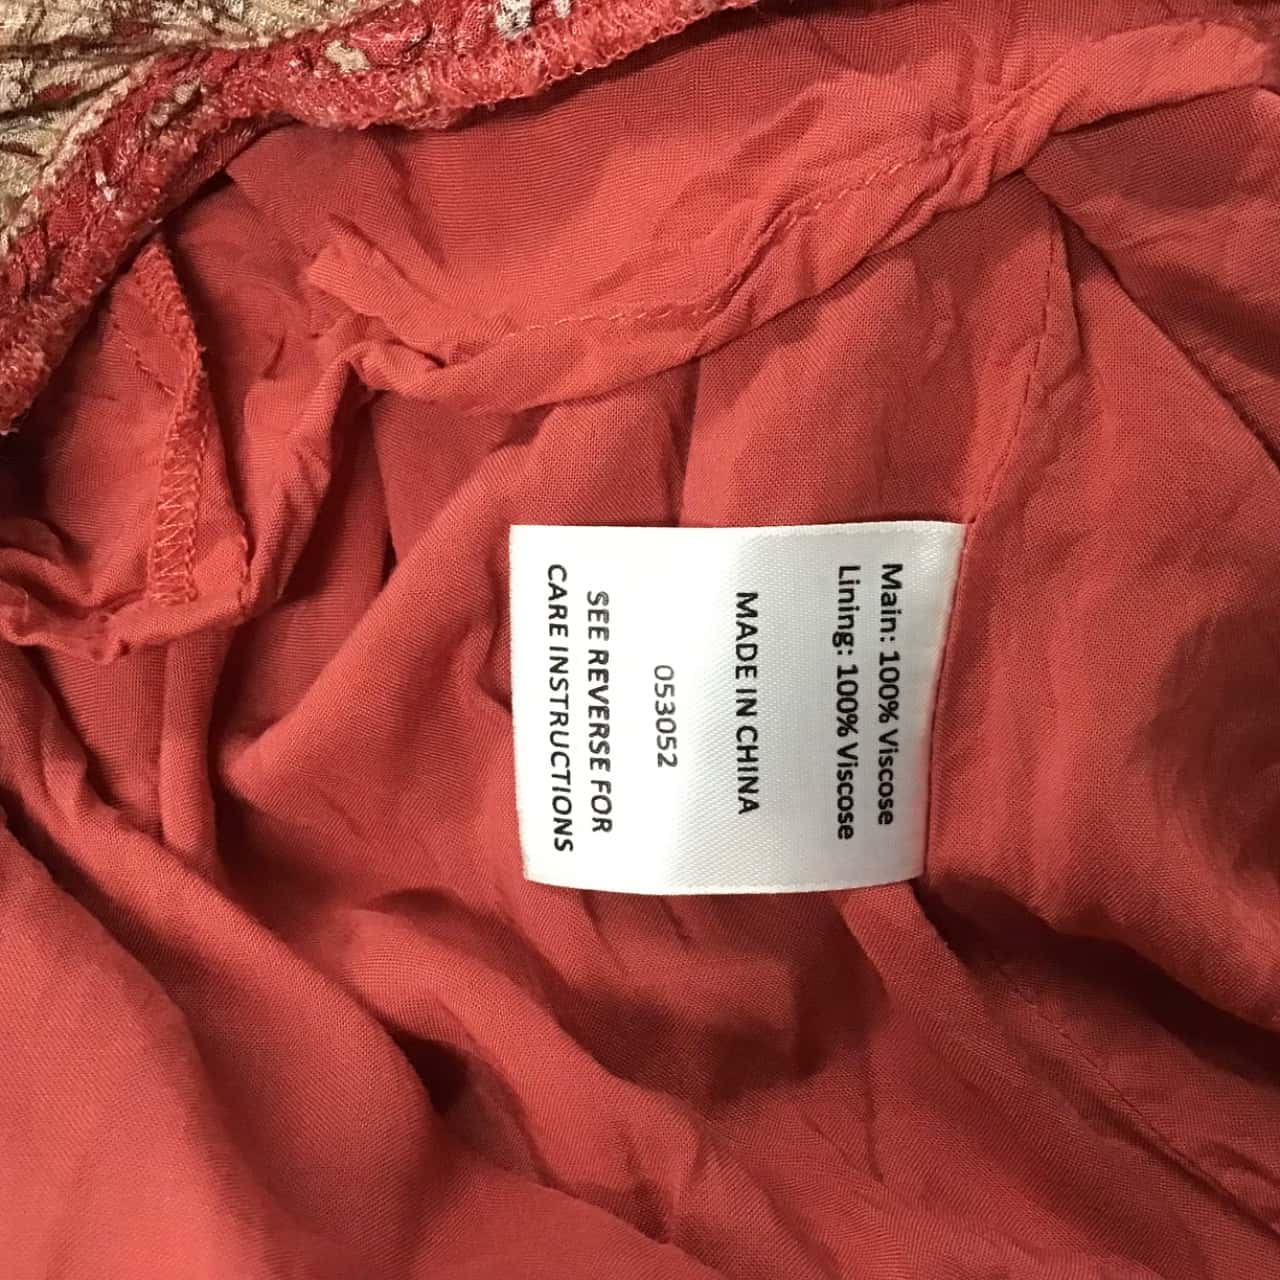 Main: 100% Viscose
Lining: 100% Viscose
MADE IN CHINA
053052
SEE REVERSE FOR
CARE INSTRUCTIONS